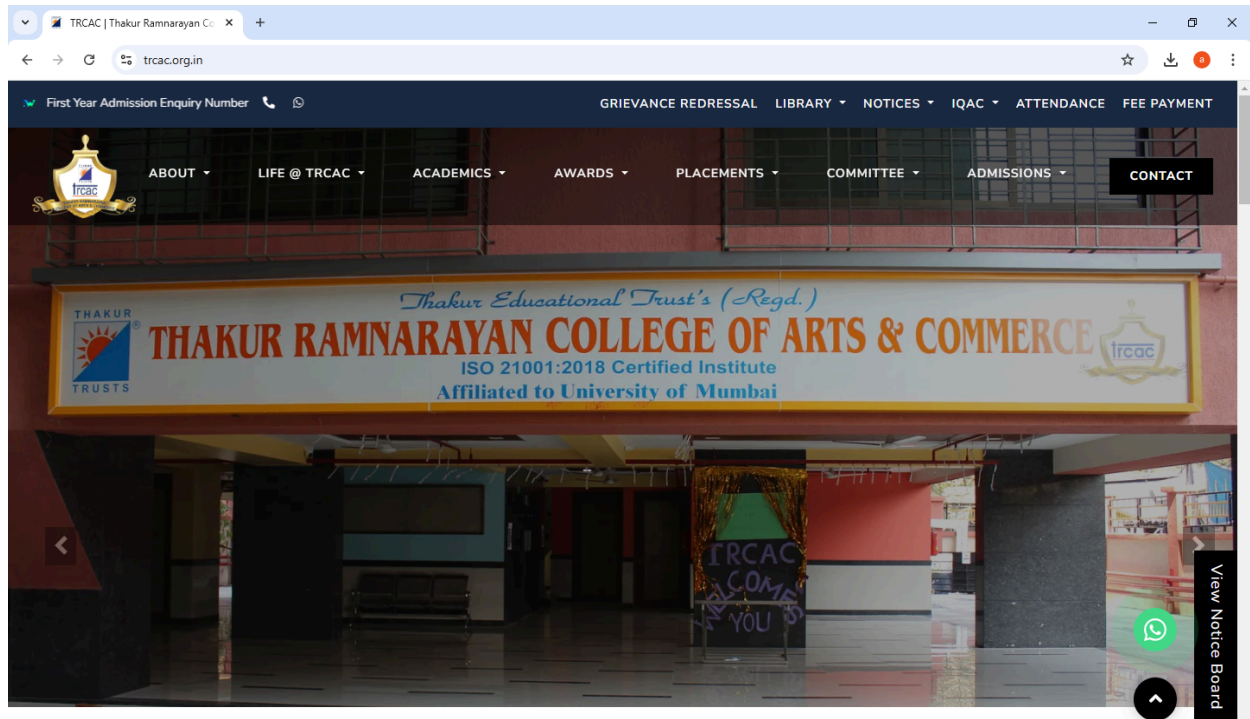 TRCAC | Thakur Ramnarayan Co
trcac.org.in
a
First Year Admission Enquiry Number
GRIEVANCE REDRESSAL LIBRARY NOTICES IQAC ATTENDANCE FEE PAYMENT
trcac
ABOUT LIFE @ TRCAC ACADEMICS AWARDS PLACEMENTS COMMITTEE ADMISSIONS CONTACT
Thakur Educational Trust's (Regd.)
THAKUR
TRUSTS
®
THAKUR RAMNARAYAN COLLEGE OF ARTS & COMMERCE
trcac
ISO 21001:2018 Certified Institute
Affiliated to University of Mumbai
TRCAC
WELCOMES
YOU
View Notice Board